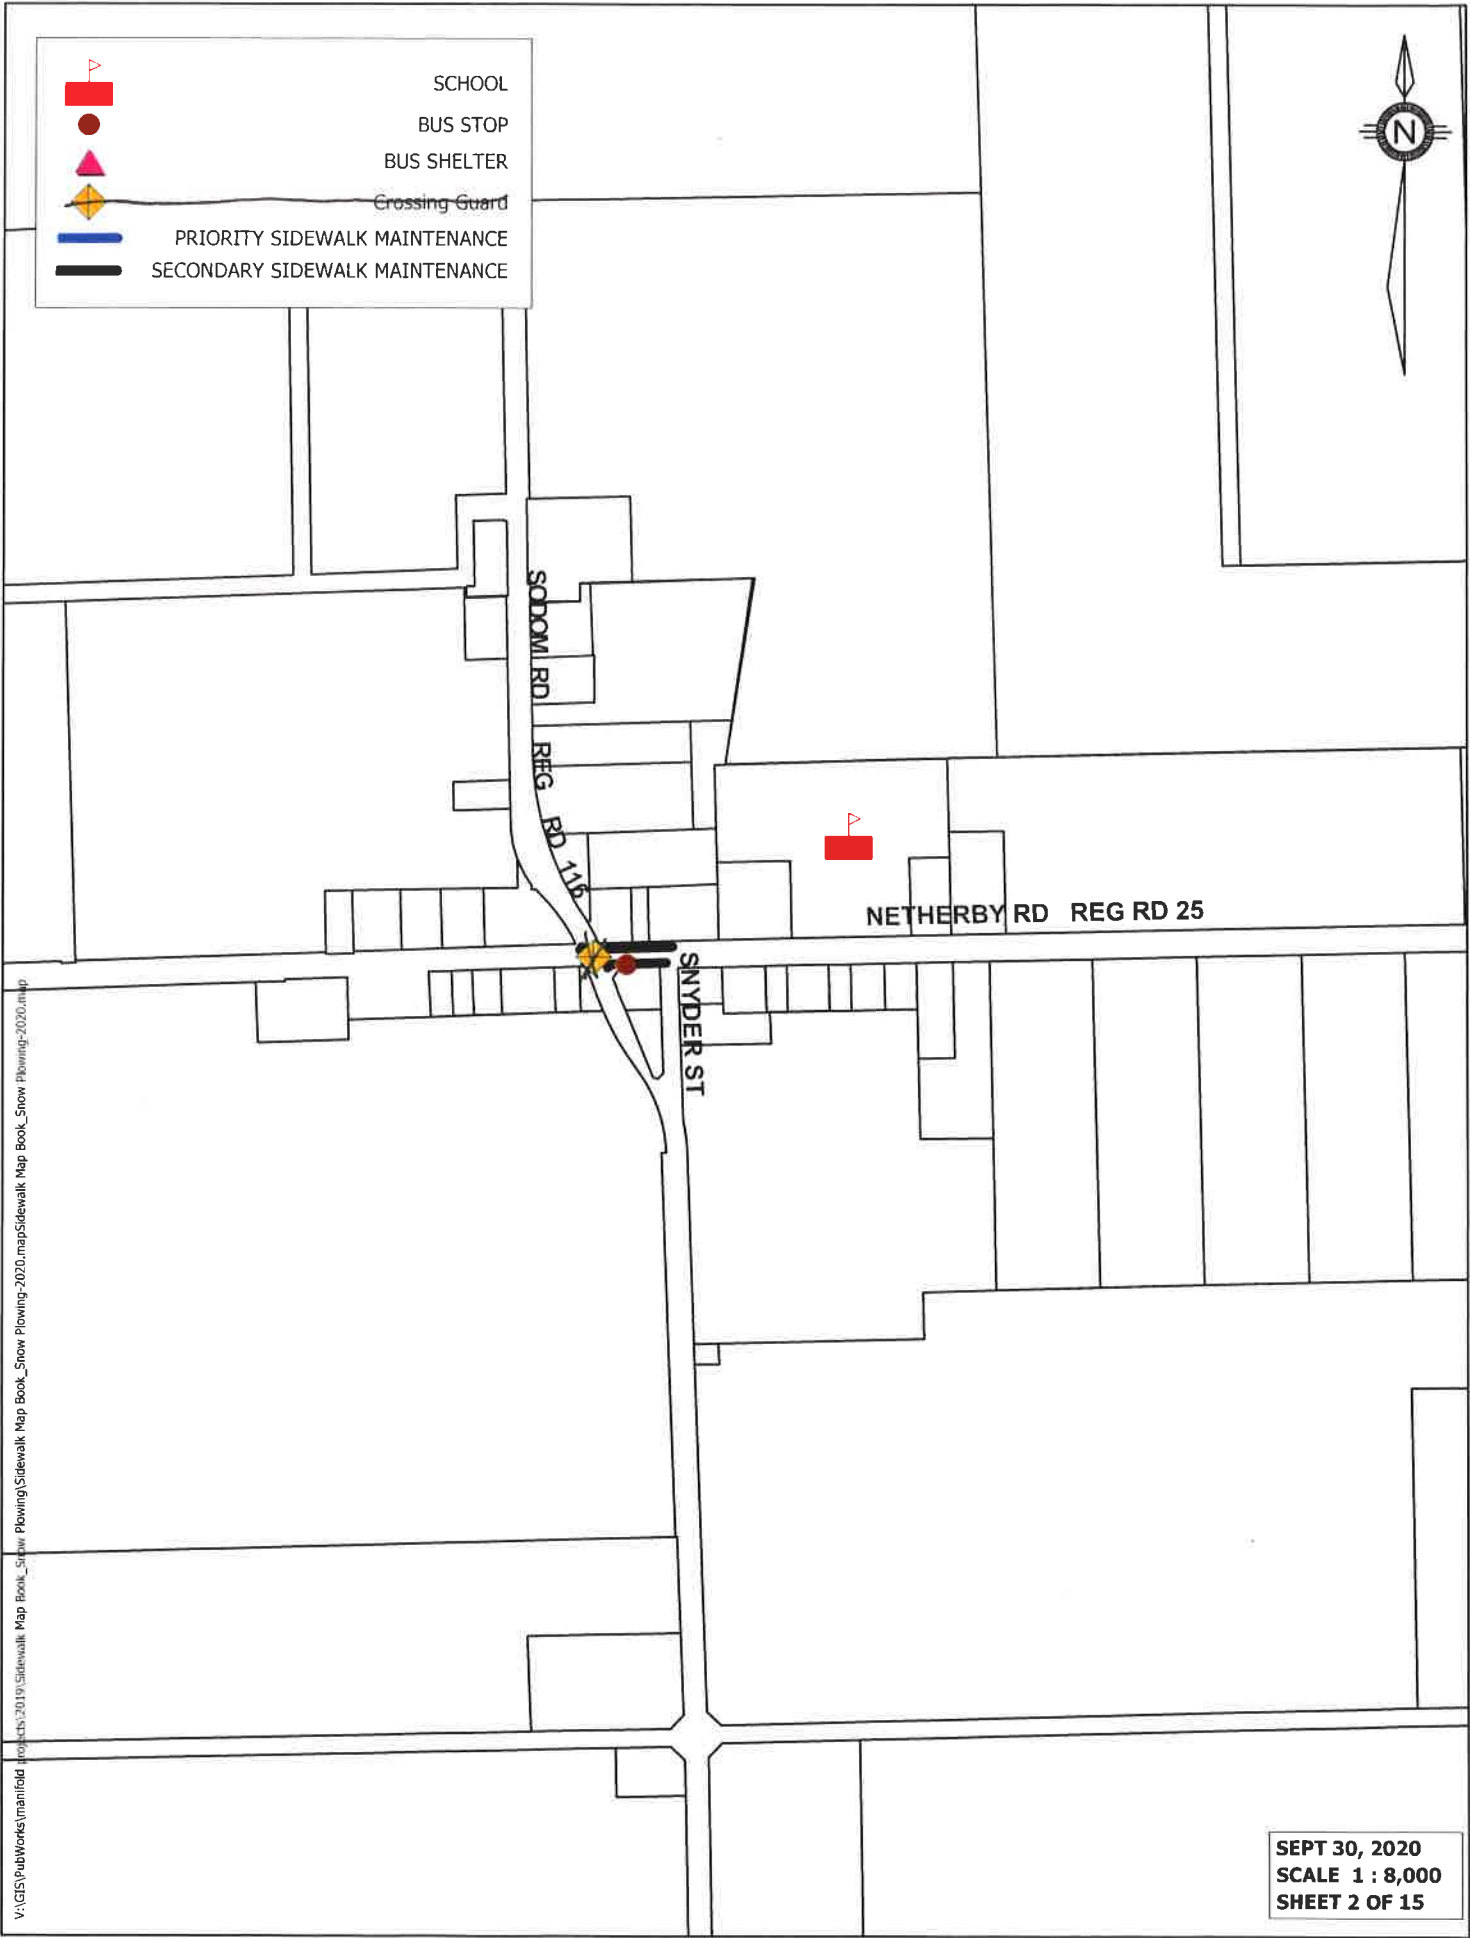 SCHOOL
BUS STOP
BUS SHELTER
Crossing Guard
PRIORITY SIDEWALK MAINTENANCE
SECONDARY SIDEWALK MAINTENANCE
N
SODOM RD REG RD 116
NETHERBY RD REG RD 25
SNYDER ST
V:\GIS\PubWorks\manifold projects\2019\Sidewalk Map Book_Snow Plowing\Sidewalk Map Book_Snow Plowing-2020.mapSidewalk Map Book_Snow Plowing-2020.map
SEPT 30, 2020
SCALE 1 : 8,000
SHEET 2 OF 15